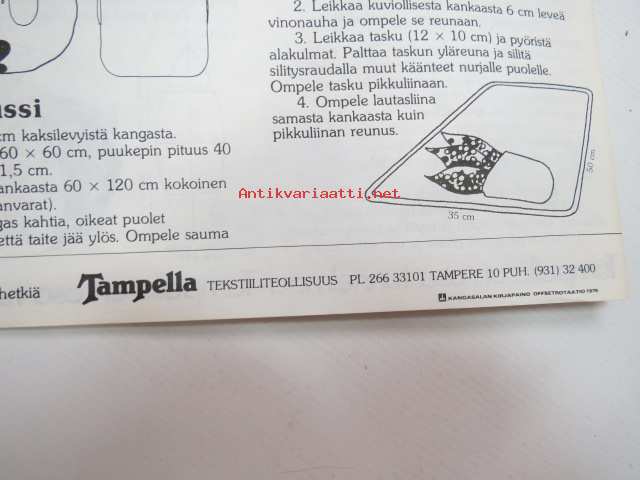 ussi
cm kaksilevyistä kangasta.
60 × 60 cm, puukepin pituus 40
1,5 cm.
ankaasta 60 × 120 cm kokoinen
anvarat).
gas kahtia, oikeat puolet
että taite jää ylös. Ompele sauma
2. Leikkaa kuviollisesta kankaasta 6 cm leveä
vinonauha ja ompele se reunaan.
3. Leikkaa tasku (12 × 10 cm) ja pyöristä
alakulmat. Palttaa taskun yläreuna ja silitä
silitysraudalla muut käänteet nurjalle puolelle.
Ompele tasku pikkuliinaan.
4. Ompele lautasliina
samasta kankaasta kuin
pikkuliinan reunus.
50 cm
35 cm
Antikvariaatti.net
hetkiä
Tampella TEKSTIILITEOLLISUUS PL 266 33101 TAMPERE 10 PUH. (931) 32 400
KANGASALAN KIRJAPAINO OFFSETROTAATIO 1976